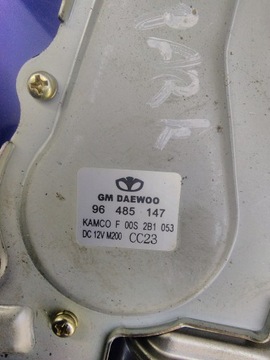 GM DAEWOO
96 485 147
KAMCO F 00S 2B1 053
DC 12V M200 CC23